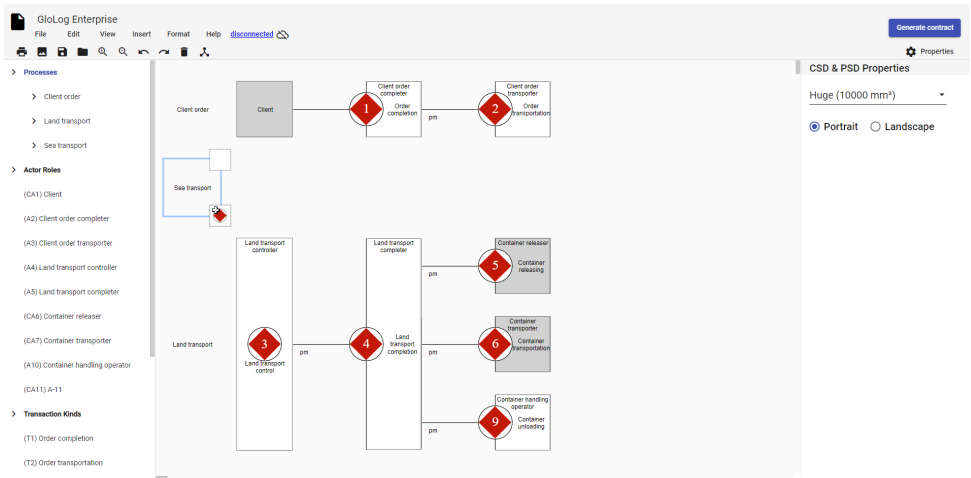 GloLog Enterprise
File Edit View Insert Format Help disconnected
Generate contract
Properties
Processes
Client order
Land transport
Sea transport
Actor Roles
(CA1) Client
(A2) Client order completer
(A3) Client order transporter
(A4) Land transport controller
(A5) Land transport completer
(CA6) Container releaser
(CA7) Container transporter
(A10) Container handling operator
(CA11) A-11
Transaction Kinds
(T1) Order completion
(T2) Order transportation
Client order
Client
Client order
completer
1
Order
completion
pm
Client order
transporter
2
Order
transportation
Sea transport
Land transport
Land transport
controller
3
Land transport
control
pm
Land transport
completer
4
Land
transport
completion
pm
pm
pm
Container releaser
5
Container
releasing
Container
transporter
6
Container
transportation
Container handling
operator
9
Container
unloading
CSD & PSD Properties
Huge (10000 mm²)
Portrait Landscape